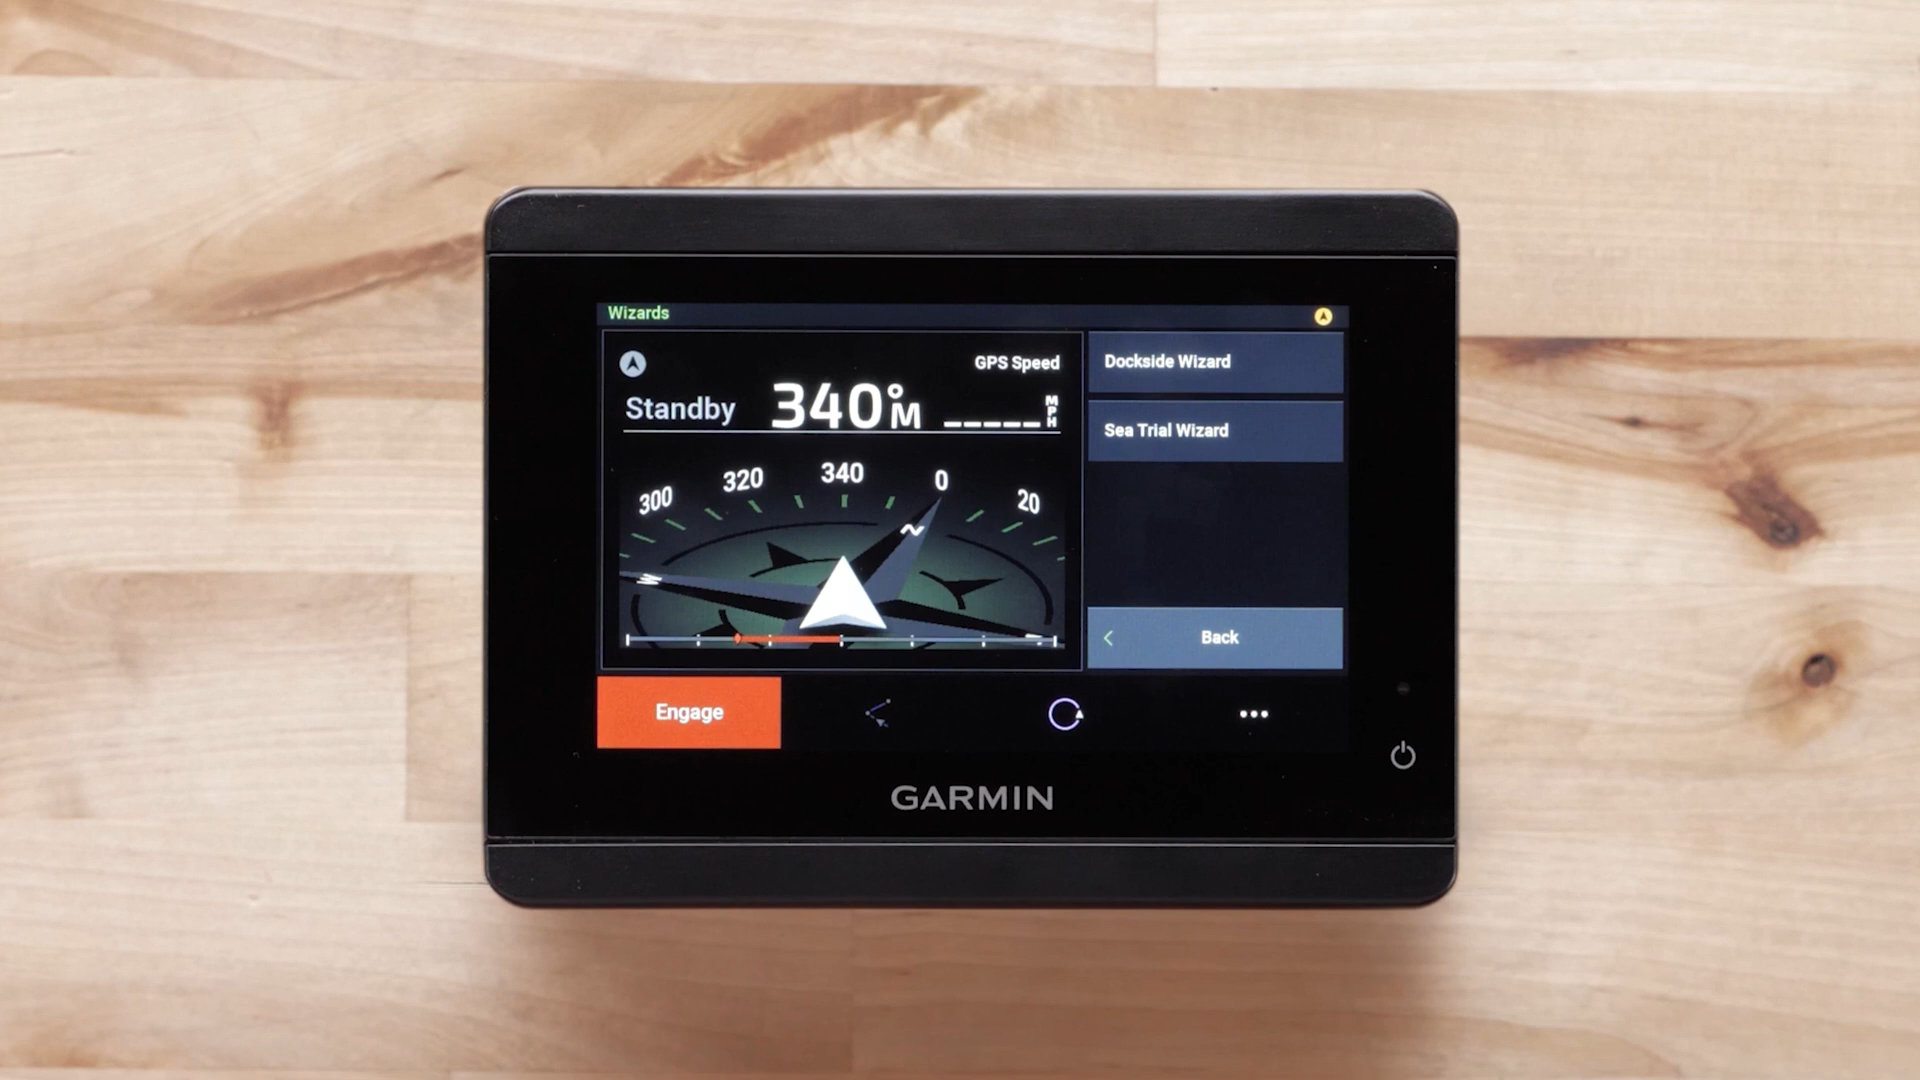 Wizards
GPS Speed
Dockside Wizard
Standby 340°M _____ MPH
Sea Trial Wizard
300 320 340 0 20
N
Back
Engage
GARMIN